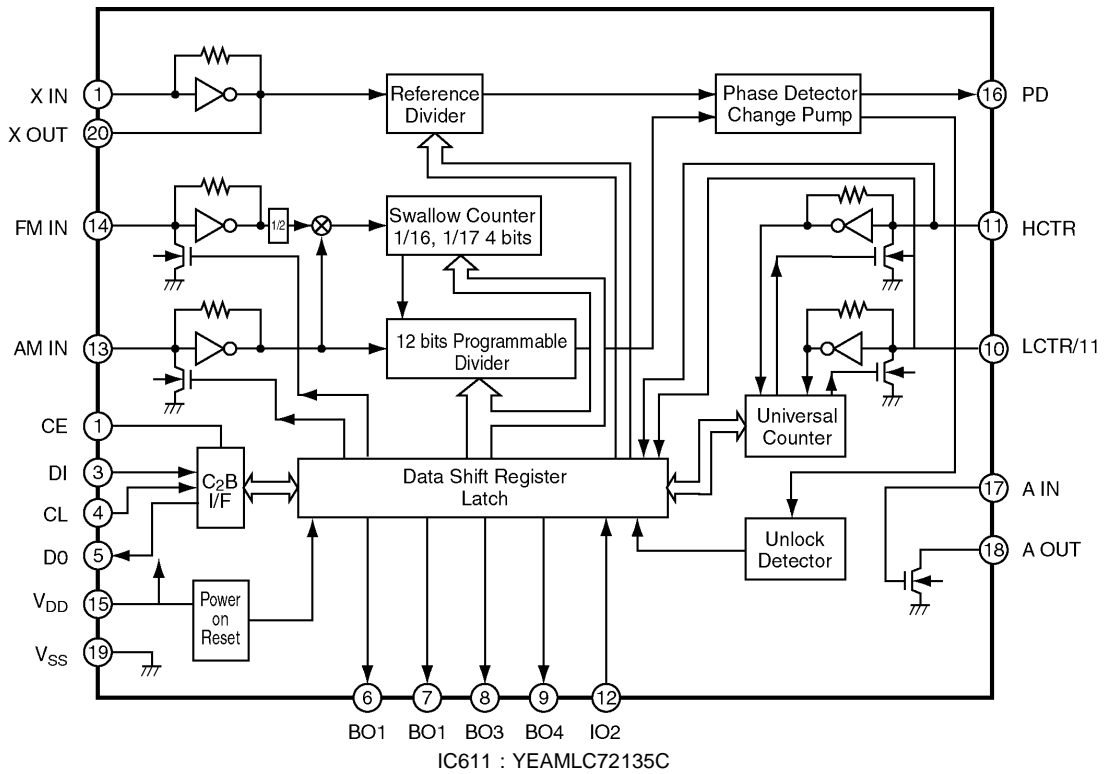 X IN
1
X OUT
20
Reference
Divider
Phase Detector
Change Pump
16
PD
FM IN
14
1/2
Swallow Counter
1/16, 1/17 4 bits
11
HCTR
AM IN
13
12 bits Programmable
Divider
10
LCTR/11
CE
1
Universal
Counter
DI
3
C2B
I/F
Data Shift Register
Latch
CL
4
17
A IN
D0
5
Unlock
Detector
18
A OUT
VDD
15
Power
on
Reset
VSS
19
6
7
8
9
12
BO1
BO1
BO3
BO4
IO2
IC611 : YEAMLC72135C